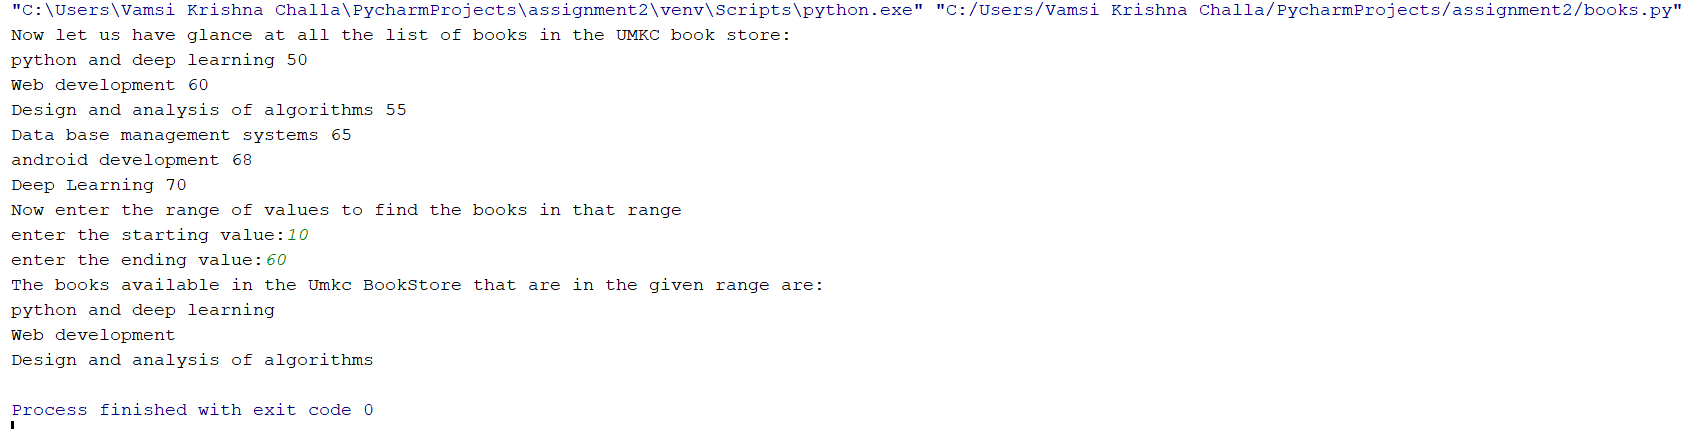 "C:\Users\Vamsi Krishna Challa\PycharmProjects\assignment2\venv\Scripts\python.exe" "C:/Users/Vamsi Krishna Challa/PycharmProjects/assignment2/books.py"
Now let us have glance at all the list of books in the UMKC book store:
python and deep learning 50
Web development 60
Design and analysis of algorithms 55
Data base management systems 65
android development 68
Deep Learning 70
Now enter the range of values to find the books in that range
enter the starting value:10
enter the ending value:60
The books available in the Umkc BookStore that are in the given range are:
python and deep learning
Web development
Design and analysis of algorithms
Process finished with exit code 0